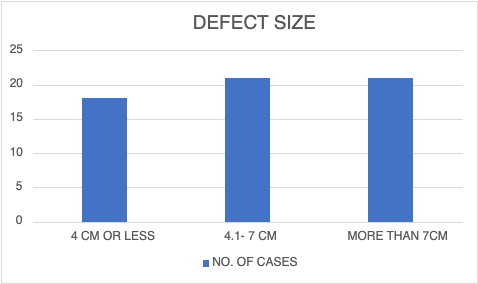 DEFECT SIZE
25
20
15
10
5
0
4 CM OR LESS
4.1- 7 CM
MORE THAN 7CM
NO. OF CASES